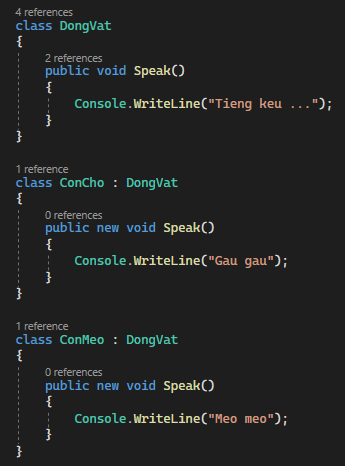 4 references
class DongVat
{
2 references
public void Speak()
{
Console.WriteLine("Tieng keu ...");
}
}
1 reference
class ConCho : DongVat
{
0 references
public new void Speak()
{
Console.WriteLine("Gau gau");
}
}
1 reference
class ConMeo : DongVat
{
0 references
public new void Speak()
{
Console.WriteLine("Meo meo");
}
}